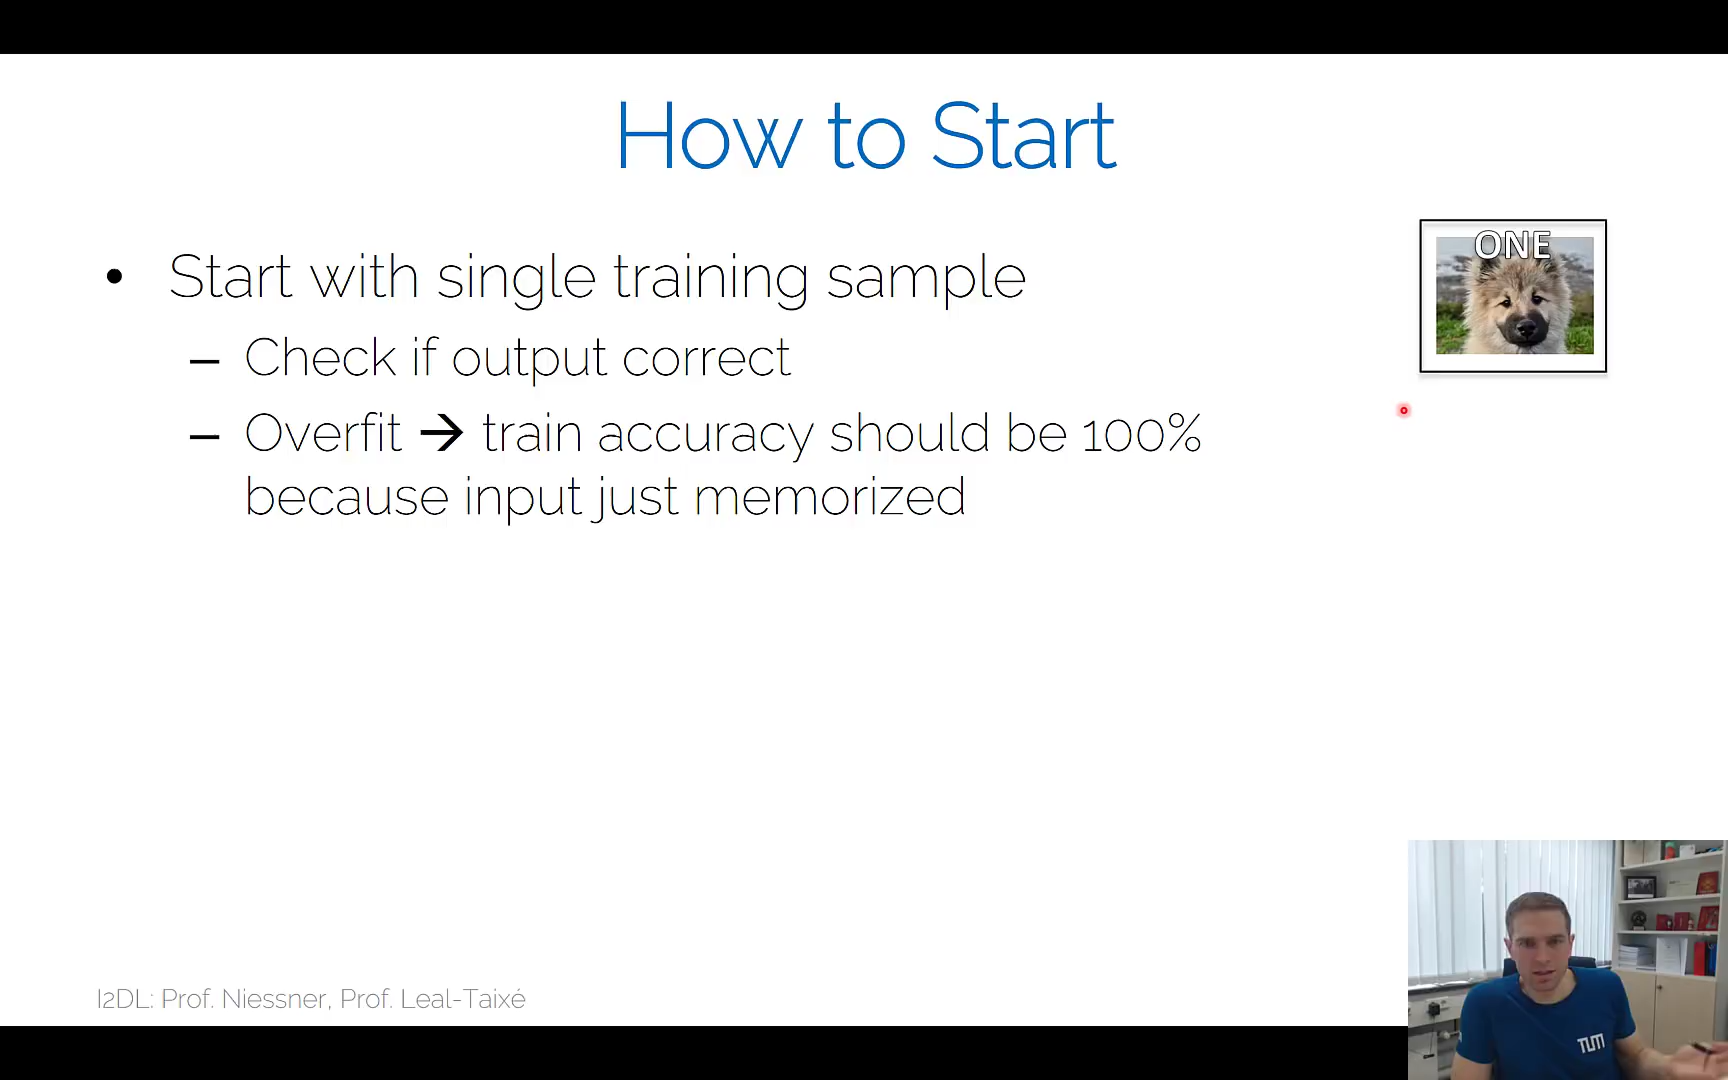 How to Start
ONE
• Start with single training sample
– Check if output correct
– Overfit → train accuracy should be 100%
because input just memorized
I2DL: Prof. Niessner, Prof. Leal-Taixé
TUM